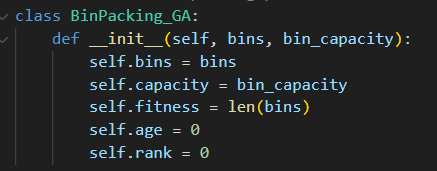 class BinPacking_GA:
    def __init__(self, bins, bin_capacity):
        self.bins = bins
        self.capacity = bin_capacity
        self.fitness = len(bins)
        self.age = 0
        self.rank = 0